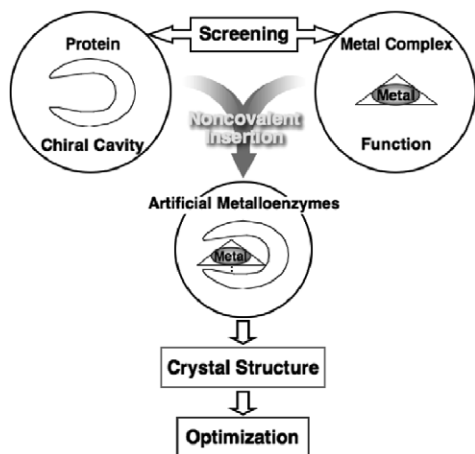 Screening
Protein
Chiral Cavity
Metal Complex
Metal
Function
Noncovalent
Insertion
Artificial Metalloenzymes
Metal
Crystal Structure
Optimization